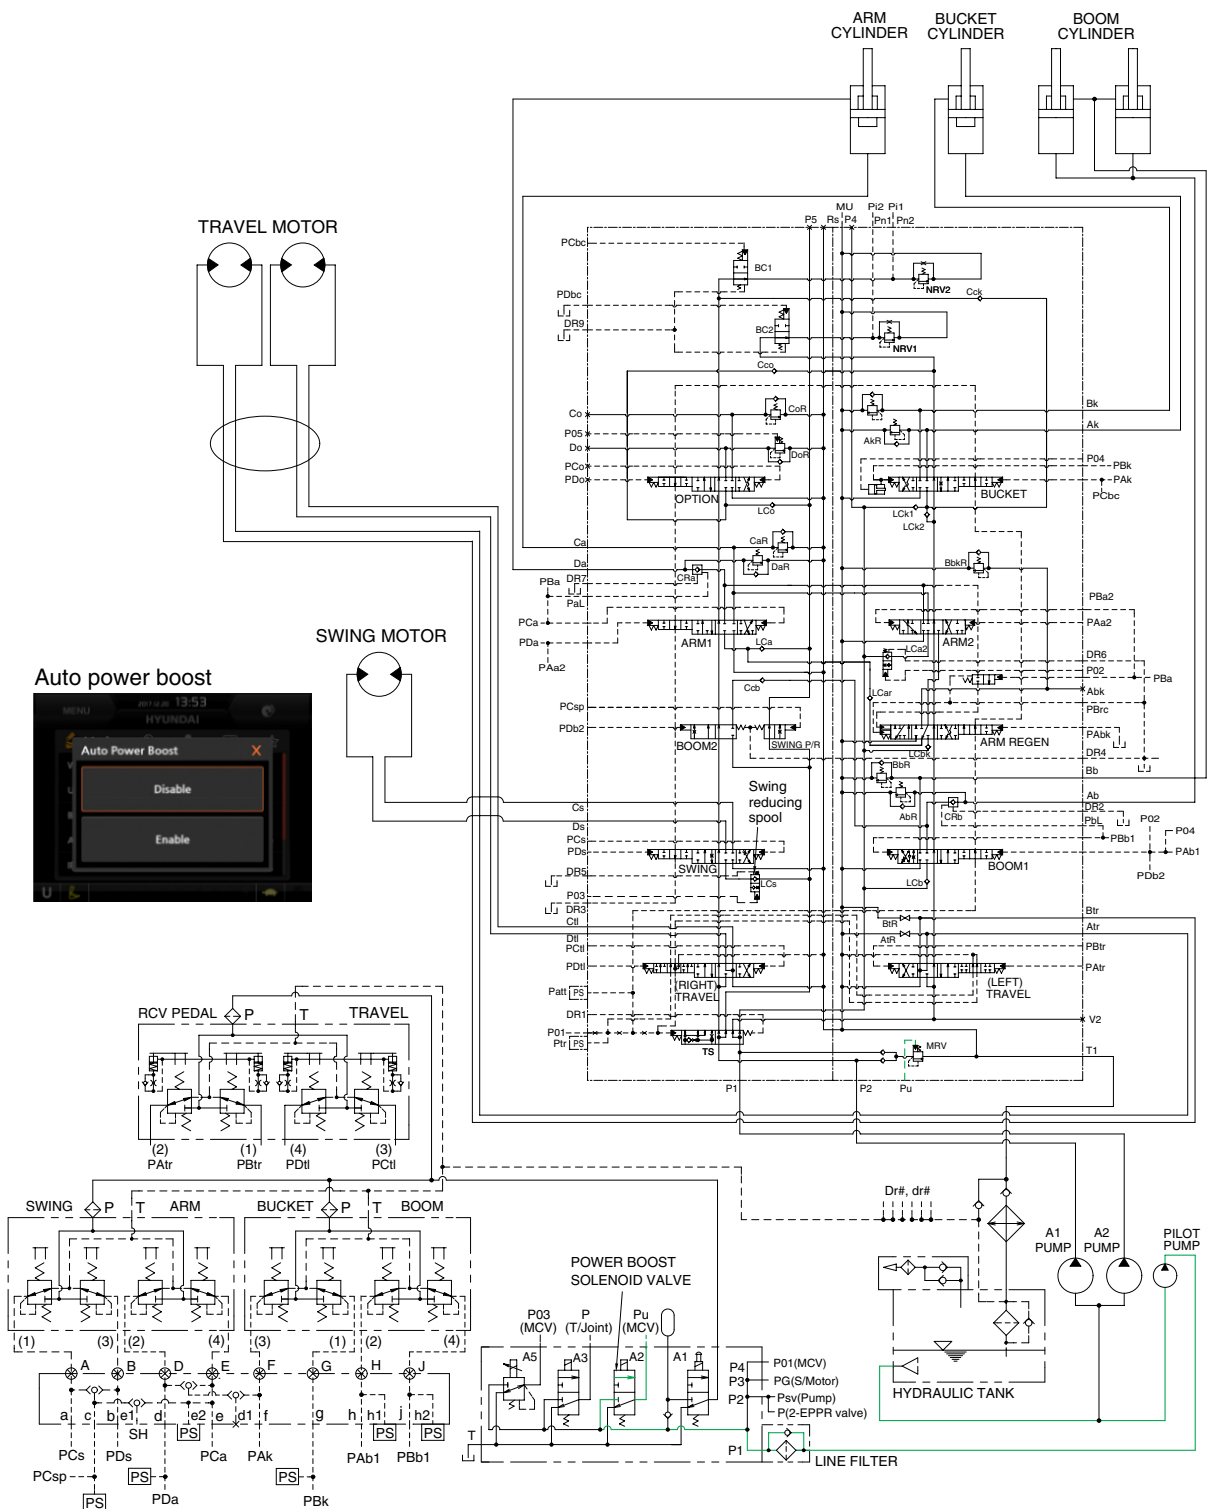 ARM
CYLINDER
BUCKET
CYLINDER
BOOM
CYLINDER
TRAVEL MOTOR
SWING MOTOR
Auto power boost
MENU
2017.12.20 13:53
HYUNDAI
Auto Power Boost X
Disable
Enable
U
MU
Pi2 Pi1
P5 Rs P4 Pn1 Pn2
PCbc
BC1
NRV2
Cck
PDbc
DR9
BC2
NRV1
Cco
Co
CoR
Bk
P05
Do
DoR
AkR
Ak
PCo
PDo
OPTION
BUCKET
P04
PBk
PAk
PCbc
LCo
LCk1
LCk2
Ca
CaR
Da
DaR
CRa
BbkR
PBa
DR7
PaL
PBa2
PCa
PDa
PAa2
PAa2
ARM1
ARM2
LCa
LCa2
DR6
P02
PBa
Ccb
LCar
Abk
PCsp
PBrc
PDb2
PAbk
BOOM2
SWING P/R
ARM REGEN
LCbk
DR4
BbR
Bb
Swing
reducing
spool
Cs
AbR
CRb
Ab
DR2
PbL
P02
Ds
PCs
PBb1
P04
PDs
PAb1
SWING
BOOM1
PDb2
DR5
LCs
LCb
P03
DR3
Ctl
BtR
Btr
Dtl
AtR
Atr
PCtl
PBtr
PDtl
PAtr
(RIGHT)
TRAVEL
(LEFT)
TRAVEL
Patt PS
DR1
P01
Ptr PS
TS
V2
MRV
T1
P1
P2
Pu
RCV PEDAL
P
T
TRAVEL
(2) (1) (4) (3)
PAtr PBtr PDtl PCtl
SWING P T ARM
BUCKET P T BOOM
(1) (3) (2) (4) (3) (1) (2) (4)
A B D E F G H J
a c b e1 d e2 e d1 f g h h1 j h2
SH
PS
PS
PS
PCs PDs PCa PAk PAb1 PBb1
PCsp
PS
PS
PS
PDa
PBk
POWER BOOST
SOLENOID VALVE
P03
(MCV)
P
(T/Joint)
Pu
(MCV)
A5 A3 A2 A1
P4
P3
P2
P1
T
P01(MCV)
PG(S/Motor)
Psv(Pump)
P(2-EPPR valve)
LINE FILTER
Dr#, dr#
A1
PUMP
A2
PUMP
PILOT
PUMP
HYDRAULIC TANK